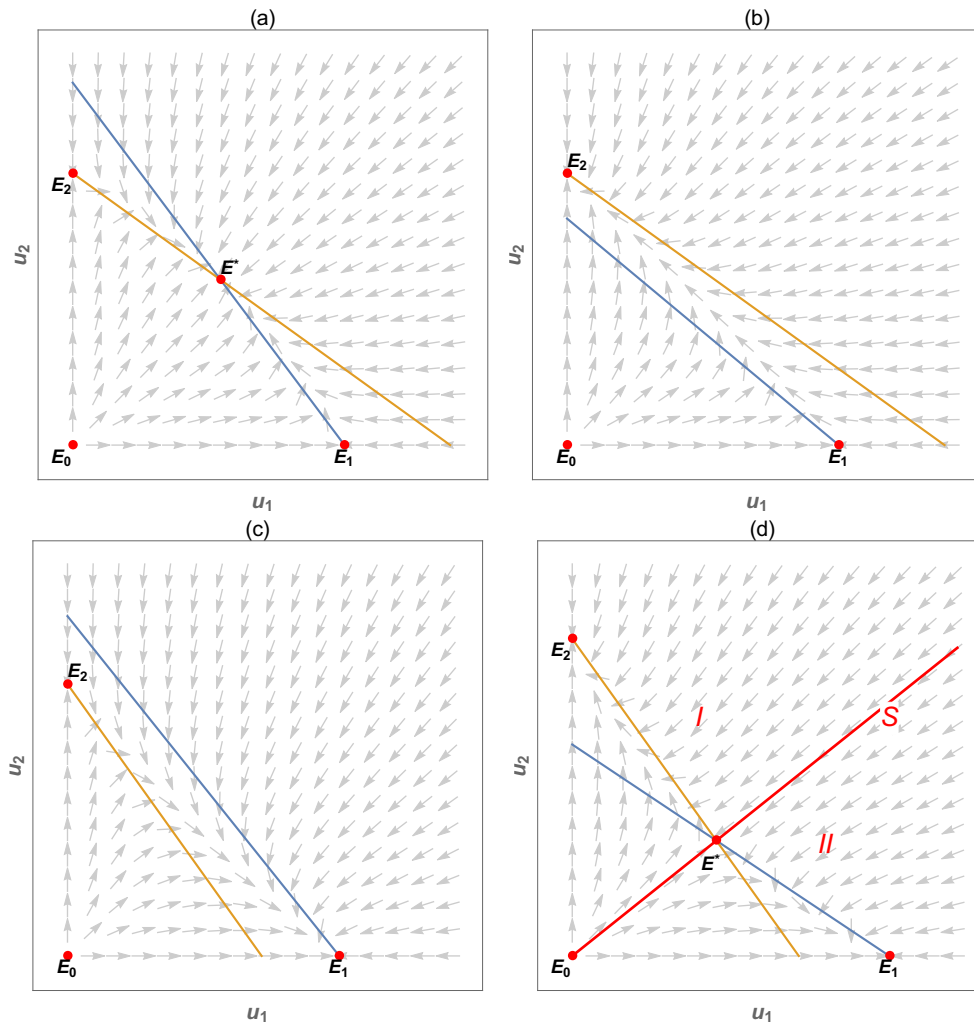 (a)
E₂
E*
u₂
E₀
E₁
u₁
(b)
E₂
u₂
E₀
E₁
u₁
(c)
E₂
u₂
E₀
E₁
u₁
(d)
E₂
I
S
u₂
II
E*
E₀
E₁
u₁